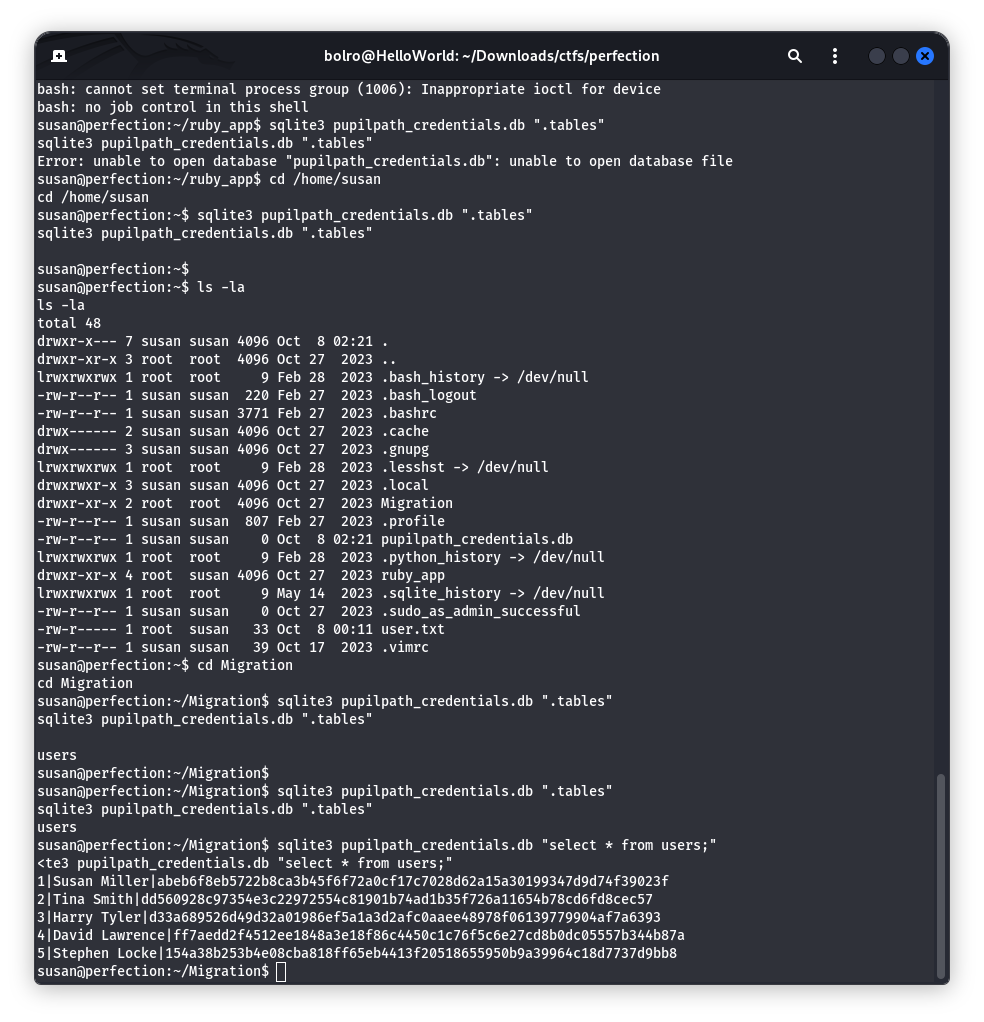 bolro@HelloWorld: ~/Downloads/ctfs/perfection
bash: cannot set terminal process group (1006): Inappropriate ioctl for device
bash: no job control in this shell
susan@perfection:~/ruby_app$ sqlite3 pupilpath_credentials.db ".tables"
sqlite3 pupilpath_credentials.db ".tables"
Error: unable to open database "pupilpath_credentials.db": unable to open database file
susan@perfection:~/ruby_app$ cd /home/susan
cd /home/susan
susan@perfection:~$ sqlite3 pupilpath_credentials.db ".tables"
sqlite3 pupilpath_credentials.db ".tables"
susan@perfection:~$
susan@perfection:~$ ls -la
ls -la
total 48
drwxr-x--- 7 susan susan 4096 Oct  8 02:21 .
drwxr-xr-x 3 root  root  4096 Oct 27  2023 ..
lrwxrwxrwx 1 root  root     9 Feb 28  2023 .bash_history -> /dev/null
-rw-r--r-- 1 susan susan  220 Feb 27  2023 .bash_logout
-rw-r--r-- 1 susan susan 3771 Feb 27  2023 .bashrc
drwx------ 2 susan susan 4096 Oct 27  2023 .cache
drwx------ 3 susan susan 4096 Oct 27  2023 .gnupg
lrwxrwxrwx 1 root  root     9 Feb 28  2023 .lesshst -> /dev/null
drwxrwxr-x 3 susan susan 4096 Oct 27  2023 .local
drwxr-xr-x 2 root  root  4096 Oct 27  2023 Migration
-rw-r--r-- 1 susan susan  807 Feb 27  2023 .profile
-rw-r--r-- 1 susan susan    0 Oct  8 02:21 pupilpath_credentials.db
lrwxrwxrwx 1 root  root     9 Feb 28  2023 .python_history -> /dev/null
drwxr-xr-x 4 root  susan 4096 Oct 27  2023 ruby_app
lrwxrwxrwx 1 root  root     9 May 14  2023 .sqlite_history -> /dev/null
-rw-r--r-- 1 susan susan    0 Oct 27  2023 .sudo_as_admin_successful
-rw-r----- 1 root  susan   33 Oct  8 00:11 user.txt
-rw-r--r-- 1 susan susan   39 Oct 17  2023 .vimrc
susan@perfection:~$ cd Migration
cd Migration
susan@perfection:~/Migration$ sqlite3 pupilpath_credentials.db ".tables"
sqlite3 pupilpath_credentials.db ".tables"
users
susan@perfection:~/Migration$
susan@perfection:~/Migration$ sqlite3 pupilpath_credentials.db ".tables"
sqlite3 pupilpath_credentials.db ".tables"
users
susan@perfection:~/Migration$ sqlite3 pupilpath_credentials.db "select * from users;"
<te3 pupilpath_credentials.db "select * from users;"
1|Susan Miller|abeb6f8eb5722b8ca3b45f6f72a0cf17c7028d62a15a30199347d9d74f39023f
2|Tina Smith|dd560928c97354e3c22972554c81901b74ad1b35f726a11654b78cd6fd8cec57
3|Harry Tyler|d33a689526d49d32a01986ef5a1a3d2afc0aaee48978f06139779904af7a6393
4|David Lawrence|ff7aedd2f4512ee1848a3e18f86c4450c1c76f5c6e27cd8b0dc05557b344b87a
5|Stephen Locke|154a38b253b4e08cba818ff65eb4413f20518655950b9a39964c18d7737d9bb8
susan@perfection:~/Migration$